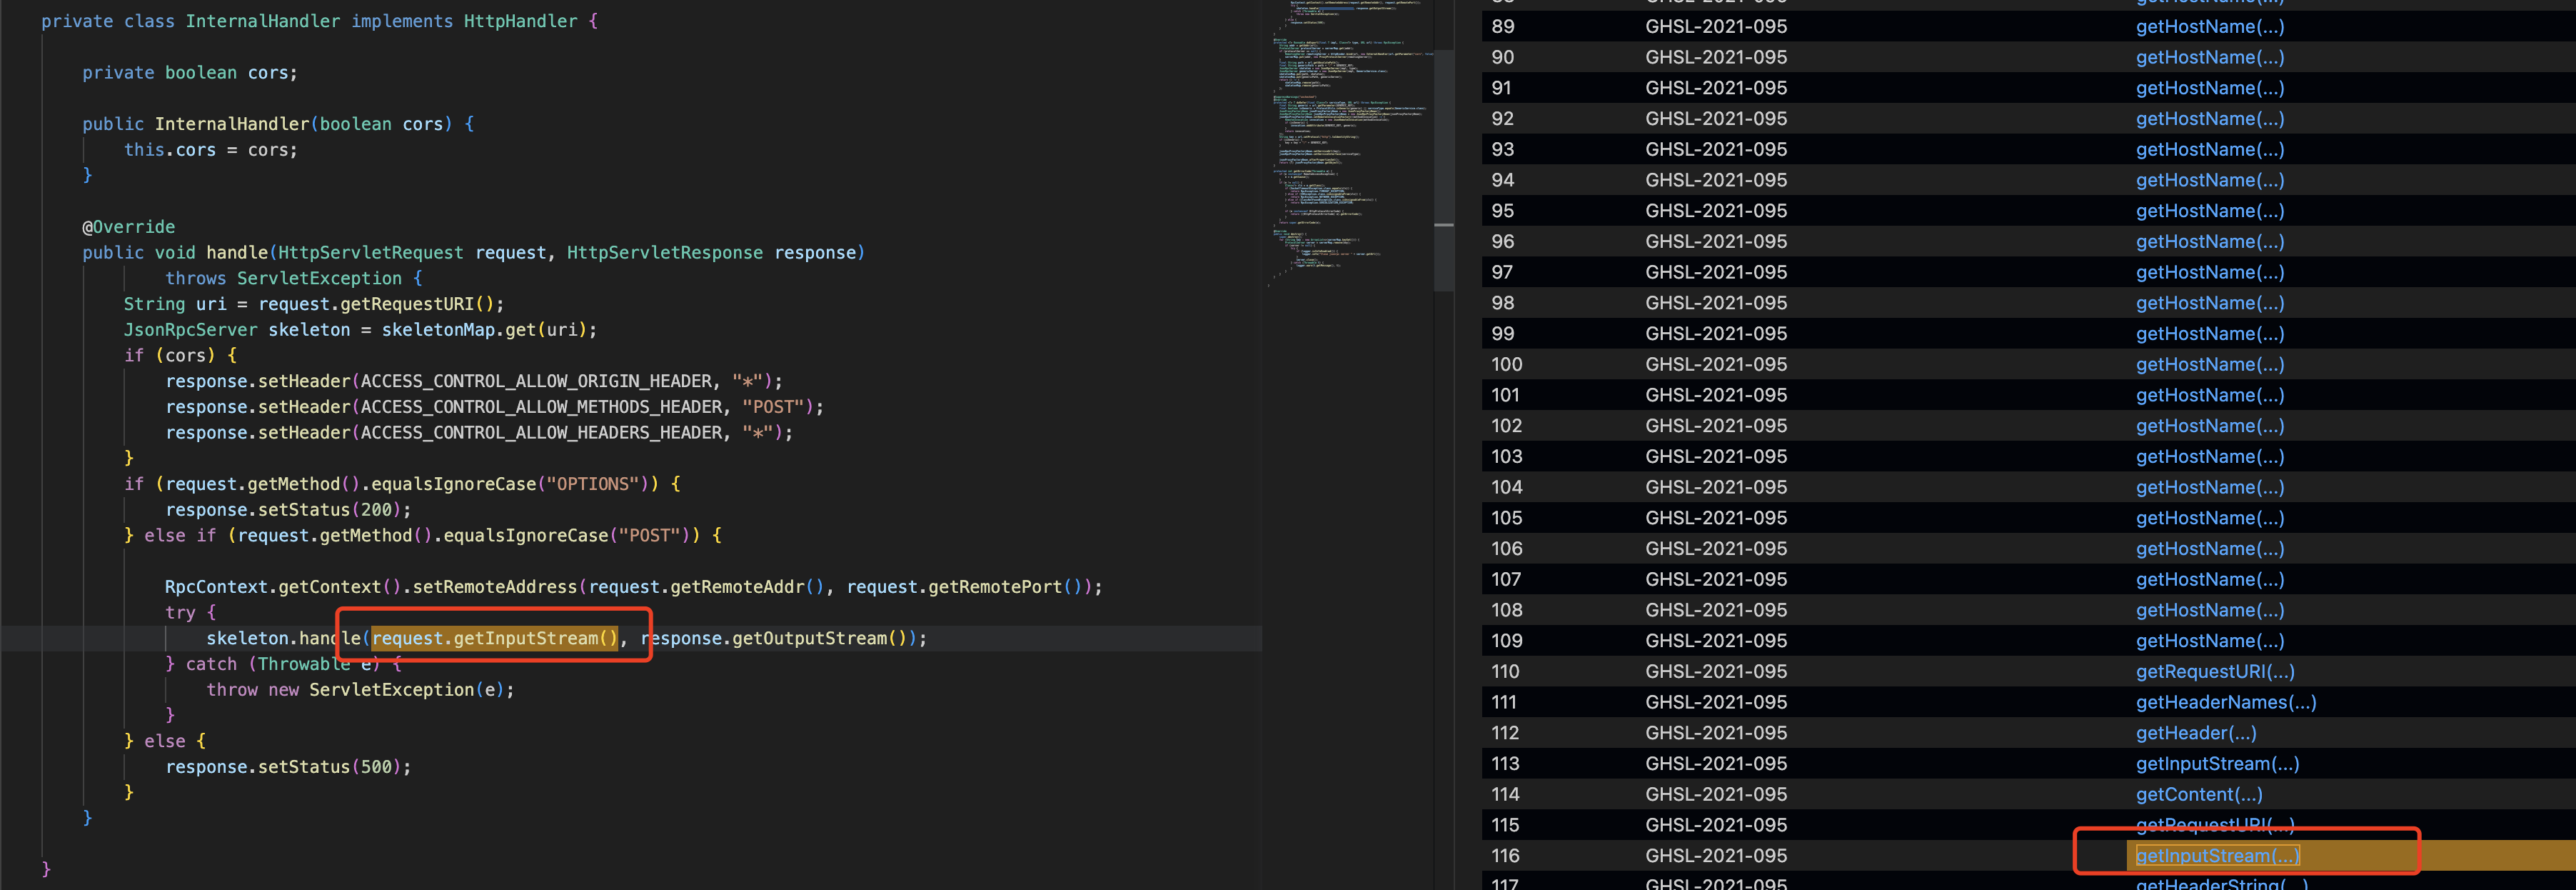 private class InternalHandler implements HttpHandler {
private boolean cors;
public InternalHandler(boolean cors) {
this.cors = cors;
}
@Override
public void handle(HttpServletRequest request, HttpServletResponse response)
throws ServletException {
String uri = request.getRequestURI();
JsonRpcServer skeleton = skeletonMap.get(uri);
if (cors) {
response.setHeader(ACCESS_CONTROL_ALLOW_ORIGIN_HEADER, "*");
response.setHeader(ACCESS_CONTROL_ALLOW_METHODS_HEADER, "POST");
response.setHeader(ACCESS_CONTROL_ALLOW_HEADERS_HEADER, "*");
}
if (request.getMethod().equalsIgnoreCase("OPTIONS")) {
response.setStatus(200);
} else if (request.getMethod().equalsIgnoreCase("POST")) {
RpcContext.getContext().setRemoteAddress(request.getRemoteAddr(), request.getRemotePort());
try {
skeleton.handle(request.getInputStream(), response.getOutputStream());
} catch (Throwable e) {
throw new ServletException(e);
}
} else {
response.setStatus(500);
}
}
}
89 GHSL-2021-095 getHostName(...)
90 GHSL-2021-095 getHostName(...)
91 GHSL-2021-095 getHostName(...)
92 GHSL-2021-095 getHostName(...)
93 GHSL-2021-095 getHostName(...)
94 GHSL-2021-095 getHostName(...)
95 GHSL-2021-095 getHostName(...)
96 GHSL-2021-095 getHostName(...)
97 GHSL-2021-095 getHostName(...)
98 GHSL-2021-095 getHostName(...)
99 GHSL-2021-095 getHostName(...)
100 GHSL-2021-095 getHostName(...)
101 GHSL-2021-095 getHostName(...)
102 GHSL-2021-095 getHostName(...)
103 GHSL-2021-095 getHostName(...)
104 GHSL-2021-095 getHostName(...)
105 GHSL-2021-095 getHostName(...)
106 GHSL-2021-095 getHostName(...)
107 GHSL-2021-095 getHostName(...)
108 GHSL-2021-095 getHostName(...)
109 GHSL-2021-095 getHostName(...)
110 GHSL-2021-095 getRequestURI(...)
111 GHSL-2021-095 getHeaderNames(...)
112 GHSL-2021-095 getHeader(...)
113 GHSL-2021-095 getInputStream(...)
114 GHSL-2021-095 getContent(...)
115 GHSL-2021-095 getRequestURI(...)
116 GHSL-2021-095 getInputStream(...)
117 GHSL-2021-095 getHeaderString(...)